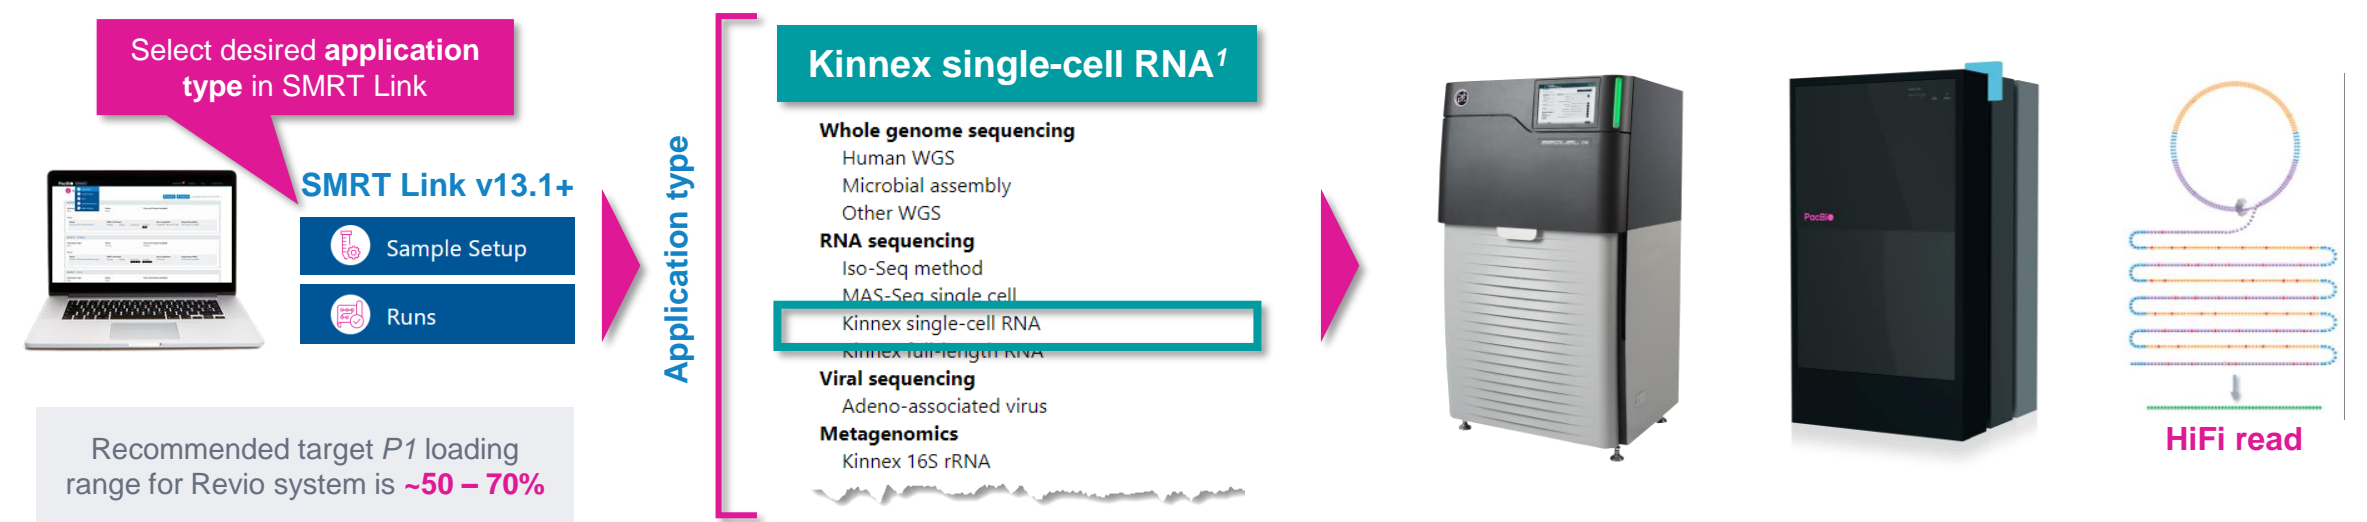 Select desired application
type in SMRT Link
SMRT Link v13.1+
Sample Setup
Runs
Recommended target P1 loading
range for Revio system is ~50 – 70%
Application type
Kinnex single-cell RNA1
Whole genome sequencing
Human WGS
Microbial assembly
Other WGS
RNA sequencing
Iso-Seq method
MAS-Seq single cell
Kinnex single-cell RNA
Kinnex full-length RNA
Viral sequencing
Adeno-associated virus
Metagenomics
Kinnex 16S rRNA
PacBio
HiFi read